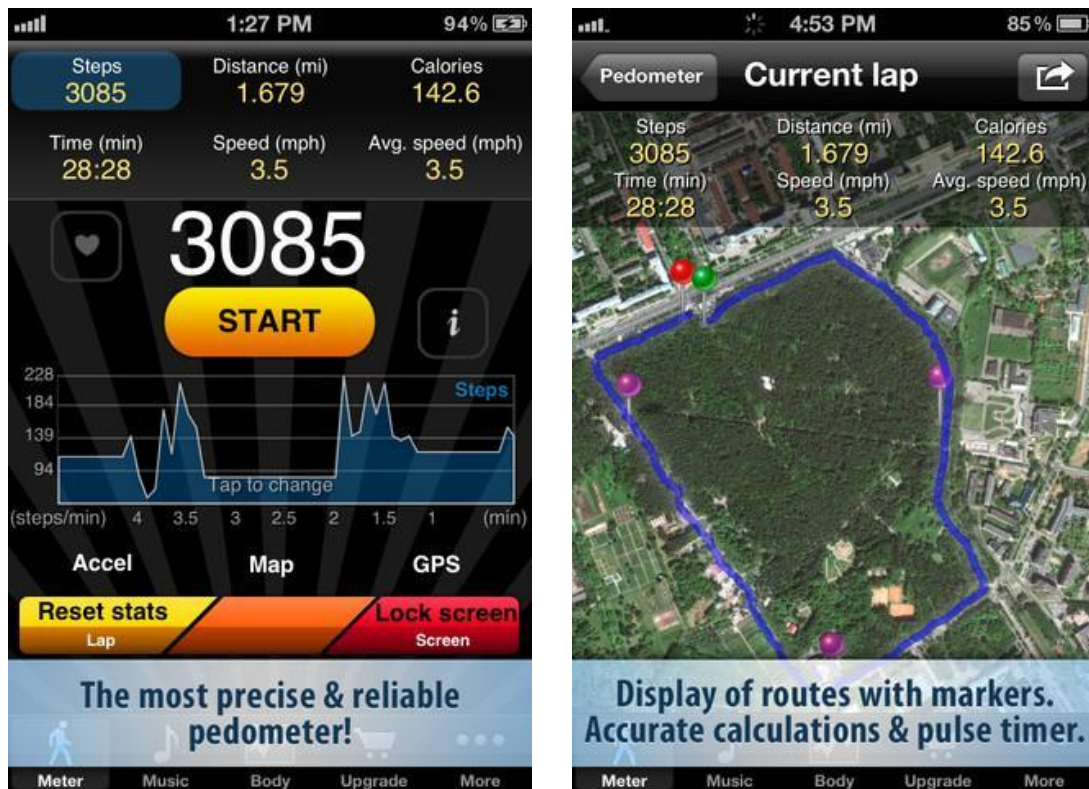 1:27 PM
94%
Steps
Distance (mi)
Calories
3085
1.679
142.6
Time (min)
Speed (mph)
Avg. speed (mph)
28:28
3.5
3.5
3085
START
i
228
Steps
184
139
94
Tap to change
(steps/min) 4 3.5 3 2.5 2 1.5 1 (min)
Accel
Map
GPS
Reset stats
Lock screen
Lap
Screen
The most precise & reliable
pedometer!
Meter
Music
Body
Upgrade
More
4:53 PM
85%
Pedometer
Current lap
Steps
Distance (mi)
Calories
3085
1.679
142.6
Time (min)
Speed (mph)
Avg. speed (mph)
28:28
3.5
3.5
Display of routes with markers.
Accurate calculations & pulse timer.
Meter
Music
Body
Upgrade
More